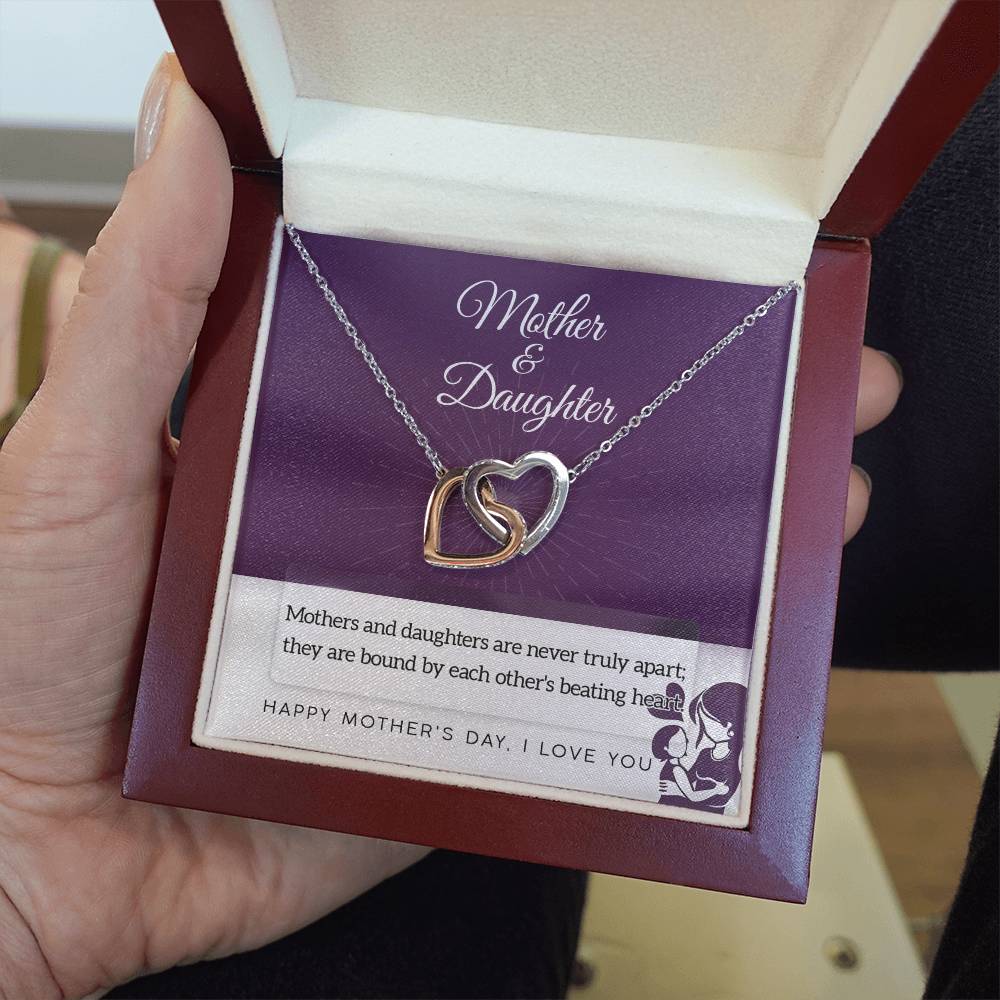 Mother
&
Daughter
Mothers and daughters are never truly apart;
they are bound by each other's beating heart.
HAPPY MOTHER'S DAY, I LOVE YOU